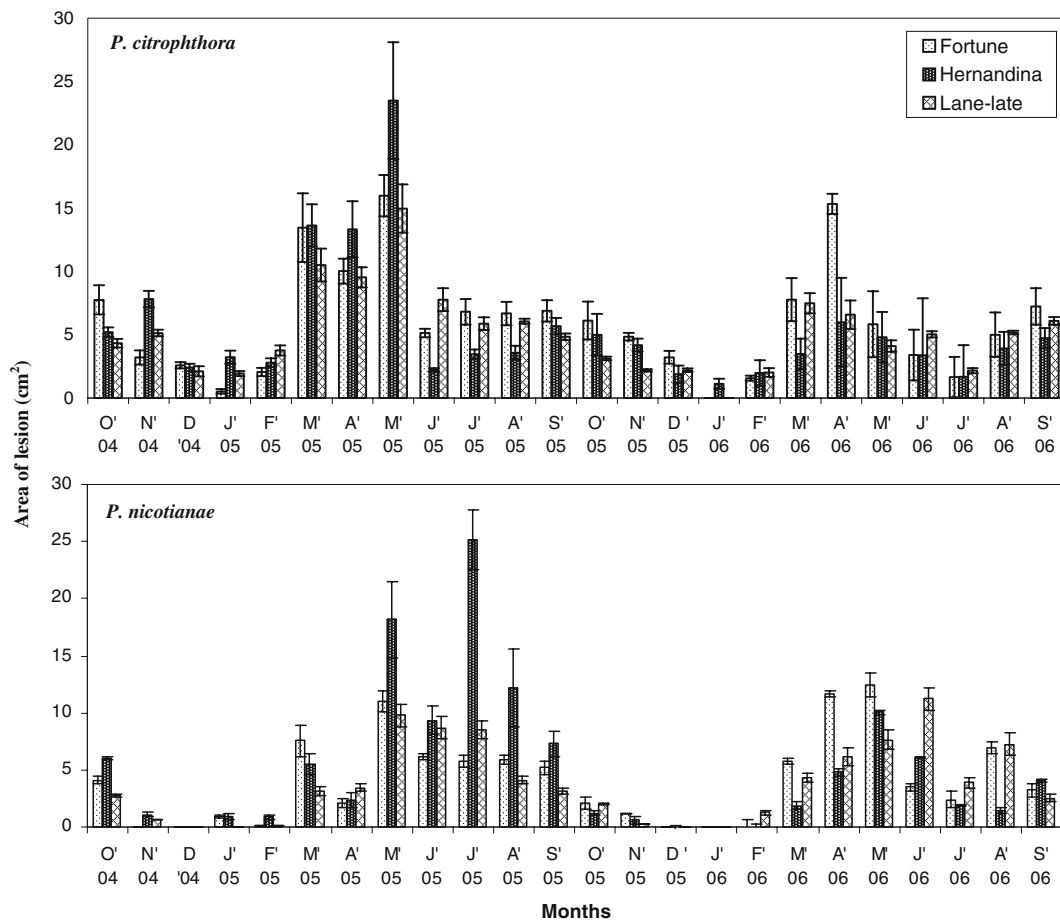 30
P. citrophthora
Fortune
Hernandina
Lane-late
25
20
15
10
5
0
O' N' D J' F' M' A' M' J' J' A' S' O' N' D ' J' F' M' A' M' J' J' A' S'
04 04 '04 05 05 05 05 05 05 05 05 05 05 05 05 06 06 06 06 06 06 06 06 06
Area of lesion (cm²)
30
P. nicotianae
25
20
15
10
5
0
O' N' D J' F' M' A' M' J' J' A' S' O' N' D ' J' F' M' A' M' J' J' A' S'
04 04 '04 05 05 05 05 05 05 05 05 05 05 05 05 06 06 06 06 06 06 06 06 06
Months